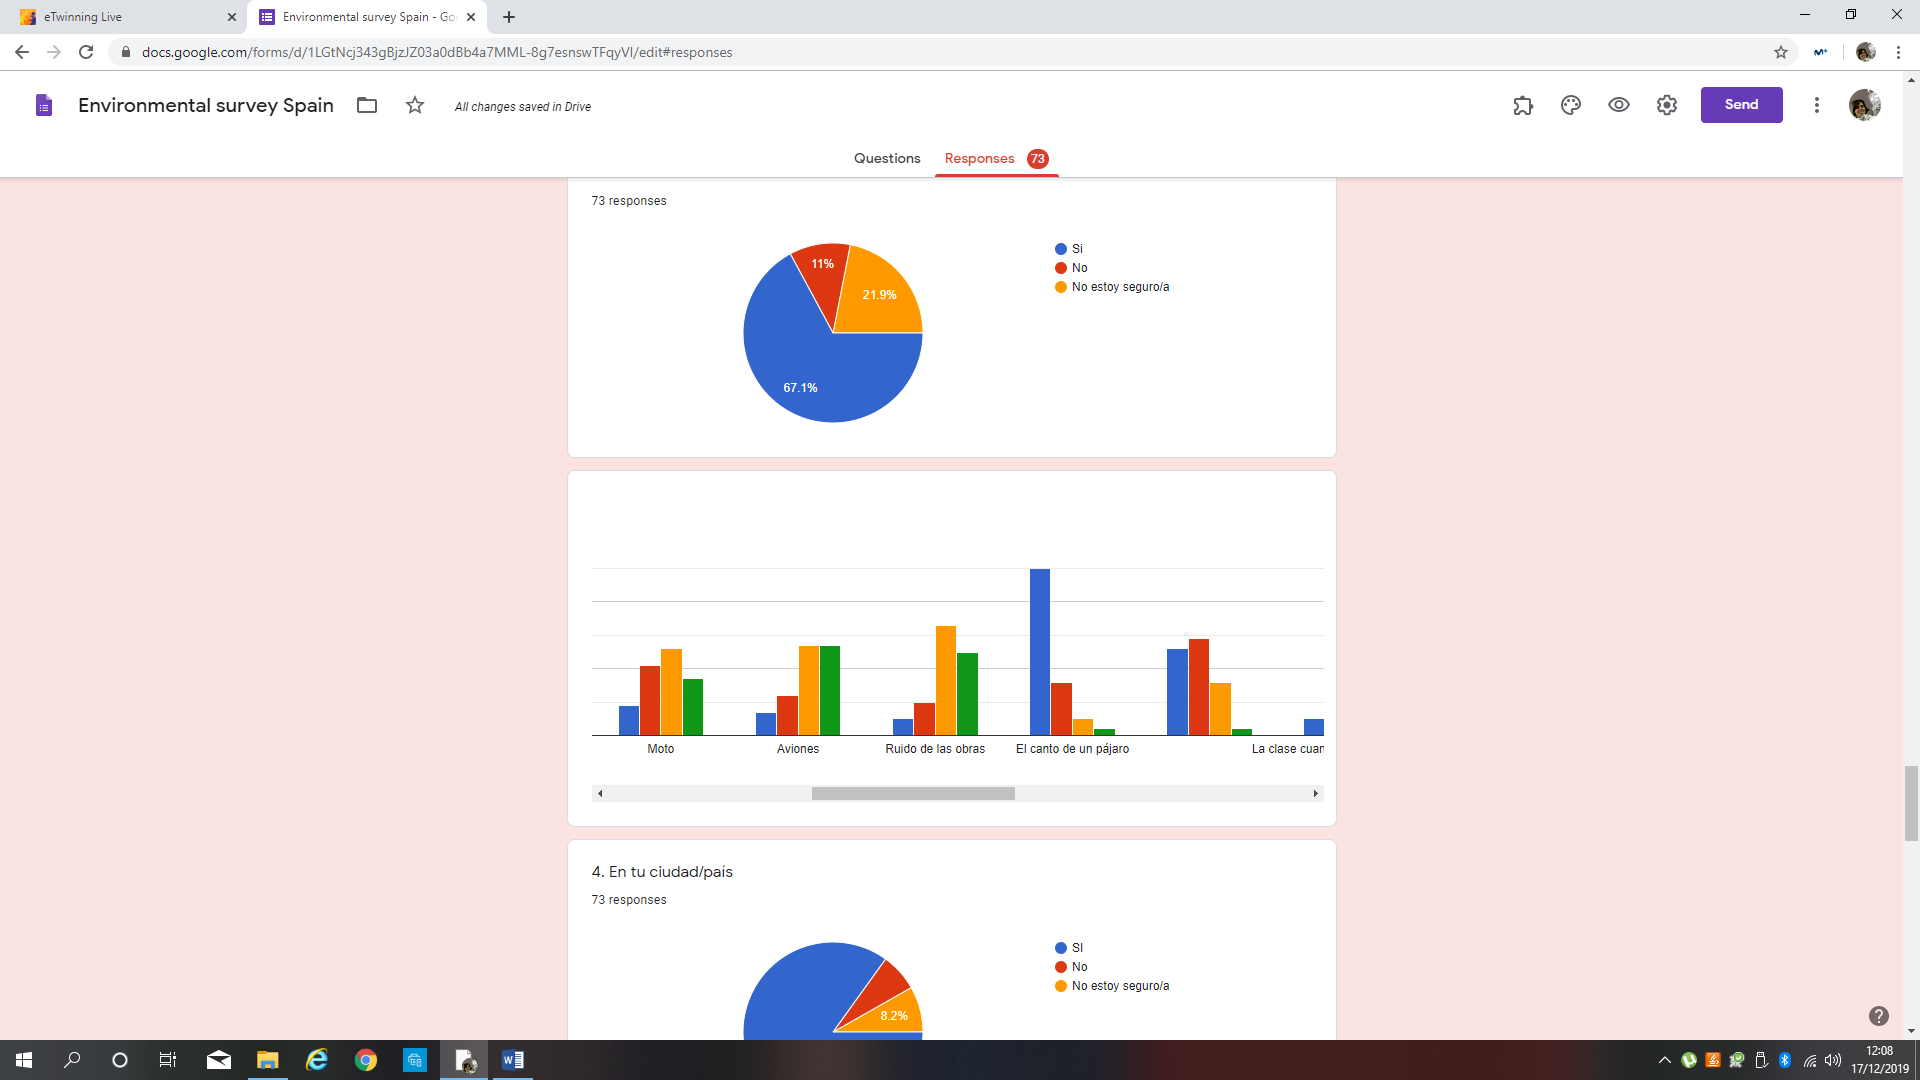 eTwinning Live
Environmental survey Spain - Go
docs.google.com/forms/d/1LGtNcj343gBjzJZ03a0dBb4a7MML-8g7esnswTFqyVI/edit#responses
Environmental survey Spain
All changes saved in Drive
Send
Questions
Responses 73
73 responses
Si
No
No estoy seguro/a
11%
21.9%
67.1%
Moto
Aviones
Ruido de las obras
El canto de un pájaro
La clase cuan
4. En tu ciudad/país
73 responses
SI
No
No estoy seguro/a
8.2%
12:08
17/12/2019